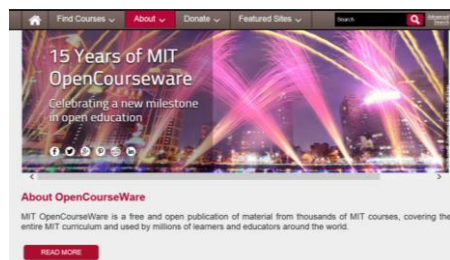 Find Courses About Donate Featured Sites Search Advanced Search
15 Years of MIT
OpenCourseware
Celebrating a new milestone
in open education
About OpenCourseWare
MIT OpenCourseWare is a free and open publication of material from thousands of MIT courses, covering the
entire MIT curriculum and used by millions of learners and educators around the world.
READ MORE